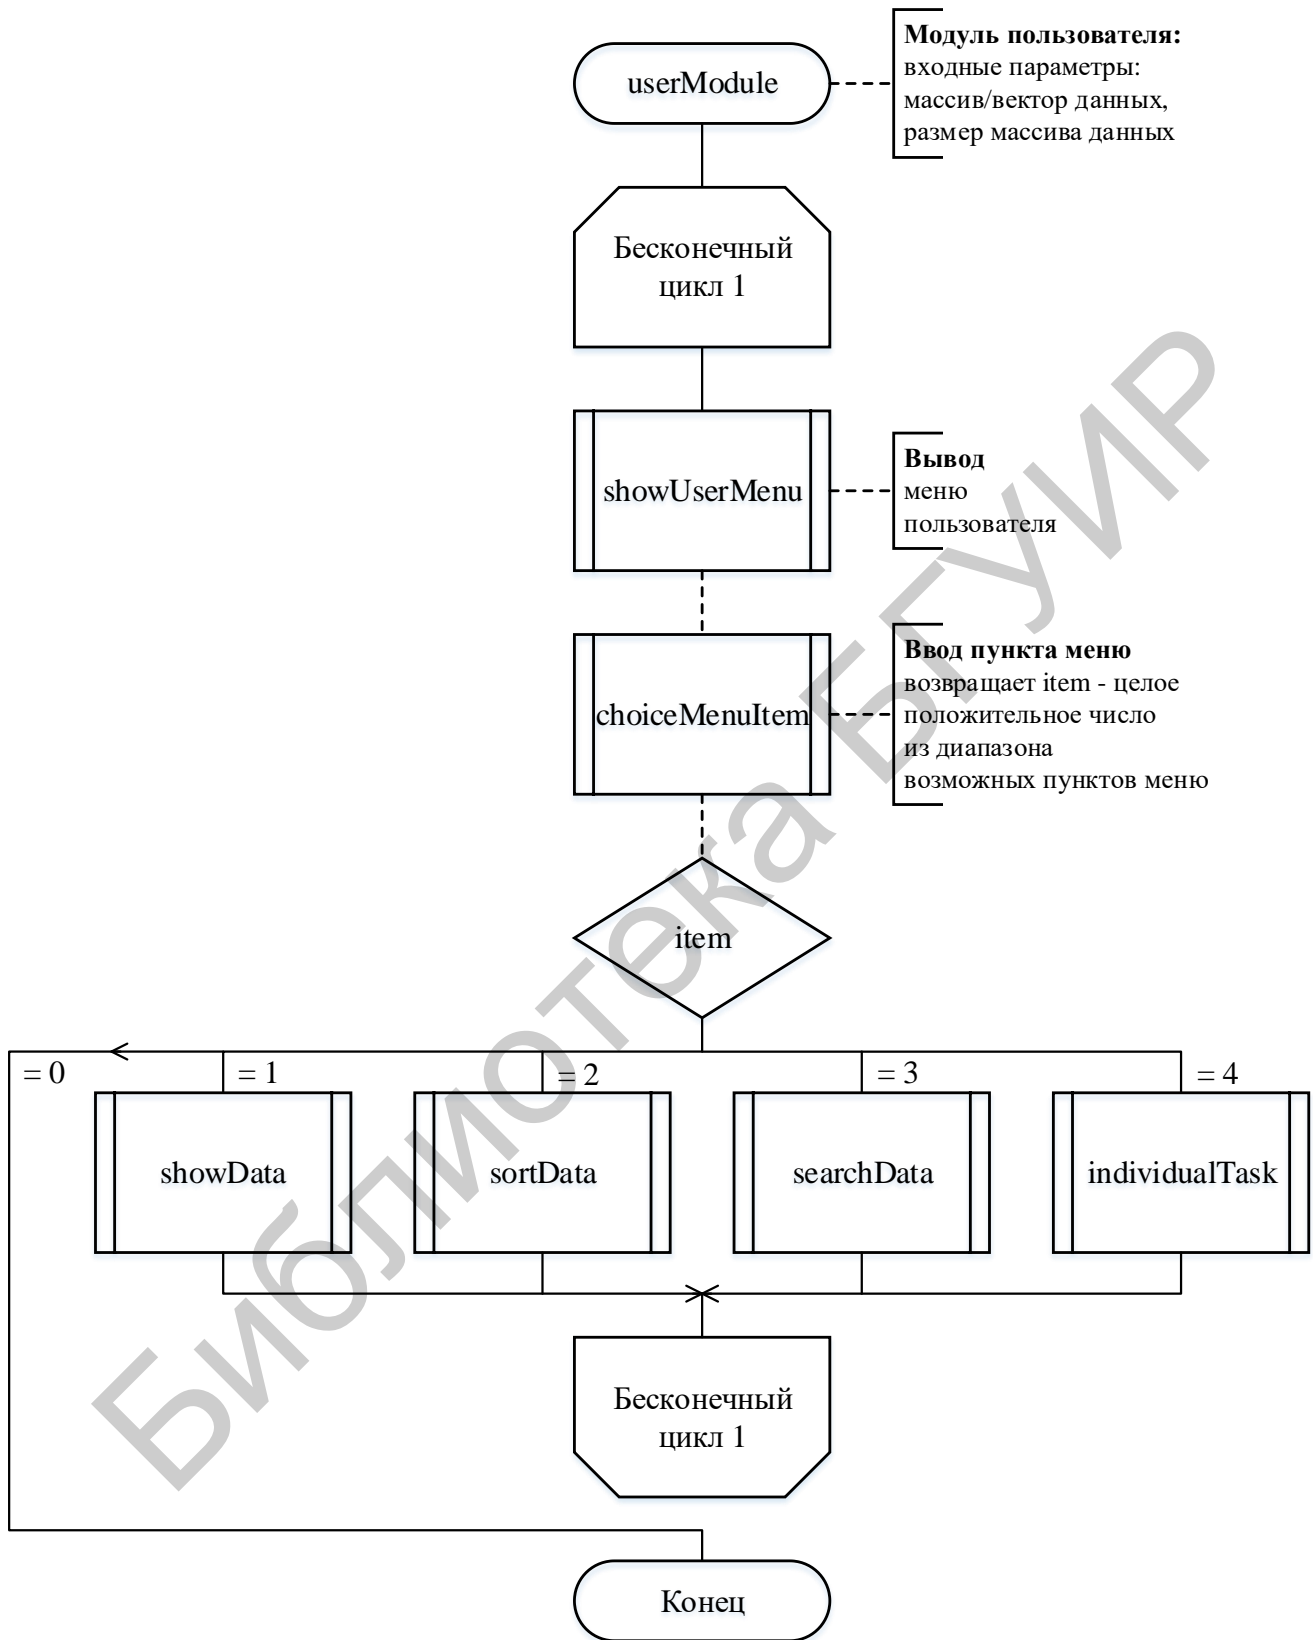 userModule
Модуль пользователя:
входные параметры:
массив/вектор данных,
размер массива данных
Бесконечный
цикл 1
showUserMenu
Вывод
меню
пользователя
choiceMenuItem
Ввод пункта меню
возвращает item - целое
положительное число
из диапазона
возможных пунктов меню
item
= 0
= 1
= 2
= 3
= 4
showData
sortData
searchData
individualTask
Бесконечный
цикл 1
Конец
Библиотека БГУИР